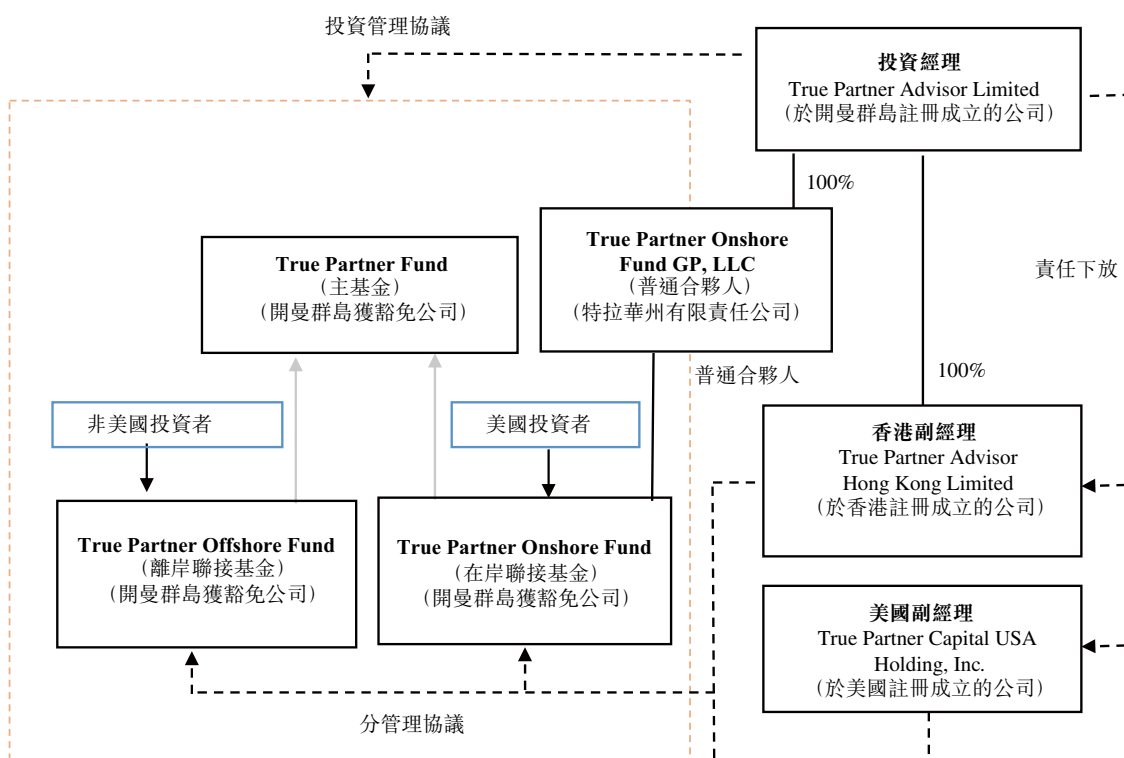 投資管理協議
投資經理
True Partner Advisor Limited
（於開曼群島註冊成立的公司）
100%
True Partner Fund
（主基金）
（開曼群島獲豁免公司）
True Partner Onshore
Fund GP, LLC
（普通合夥人）
（特拉華州有限責任公司）
責任下放
普通合夥人
100%
非美國投資者
美國投資者
香港副經理
True Partner Advisor
Hong Kong Limited
（於香港註冊成立的公司）
True Partner Offshore Fund
（離岸聯接基金）
（開曼群島獲豁免公司）
True Partner Onshore Fund
（在岸聯接基金）
（開曼群島獲豁免公司）
美國副經理
True Partner Capital USA
Holding, Inc.
（於美國註冊成立的公司）
分管理協議